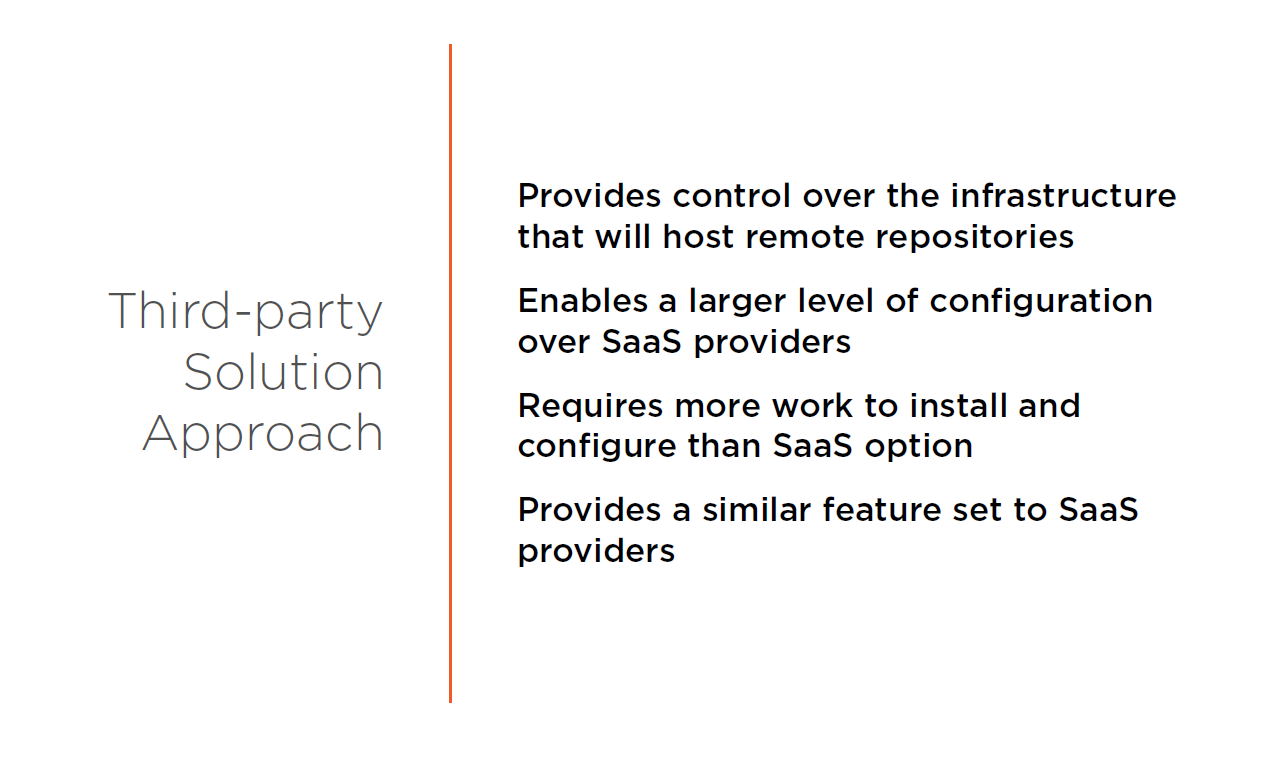 Third-party
Solution
Approach
Provides control over the infrastructure
that will host remote repositories
Enables a larger level of configuration
over SaaS providers
Requires more work to install and
configure than SaaS option
Provides a similar feature set to SaaS
providers